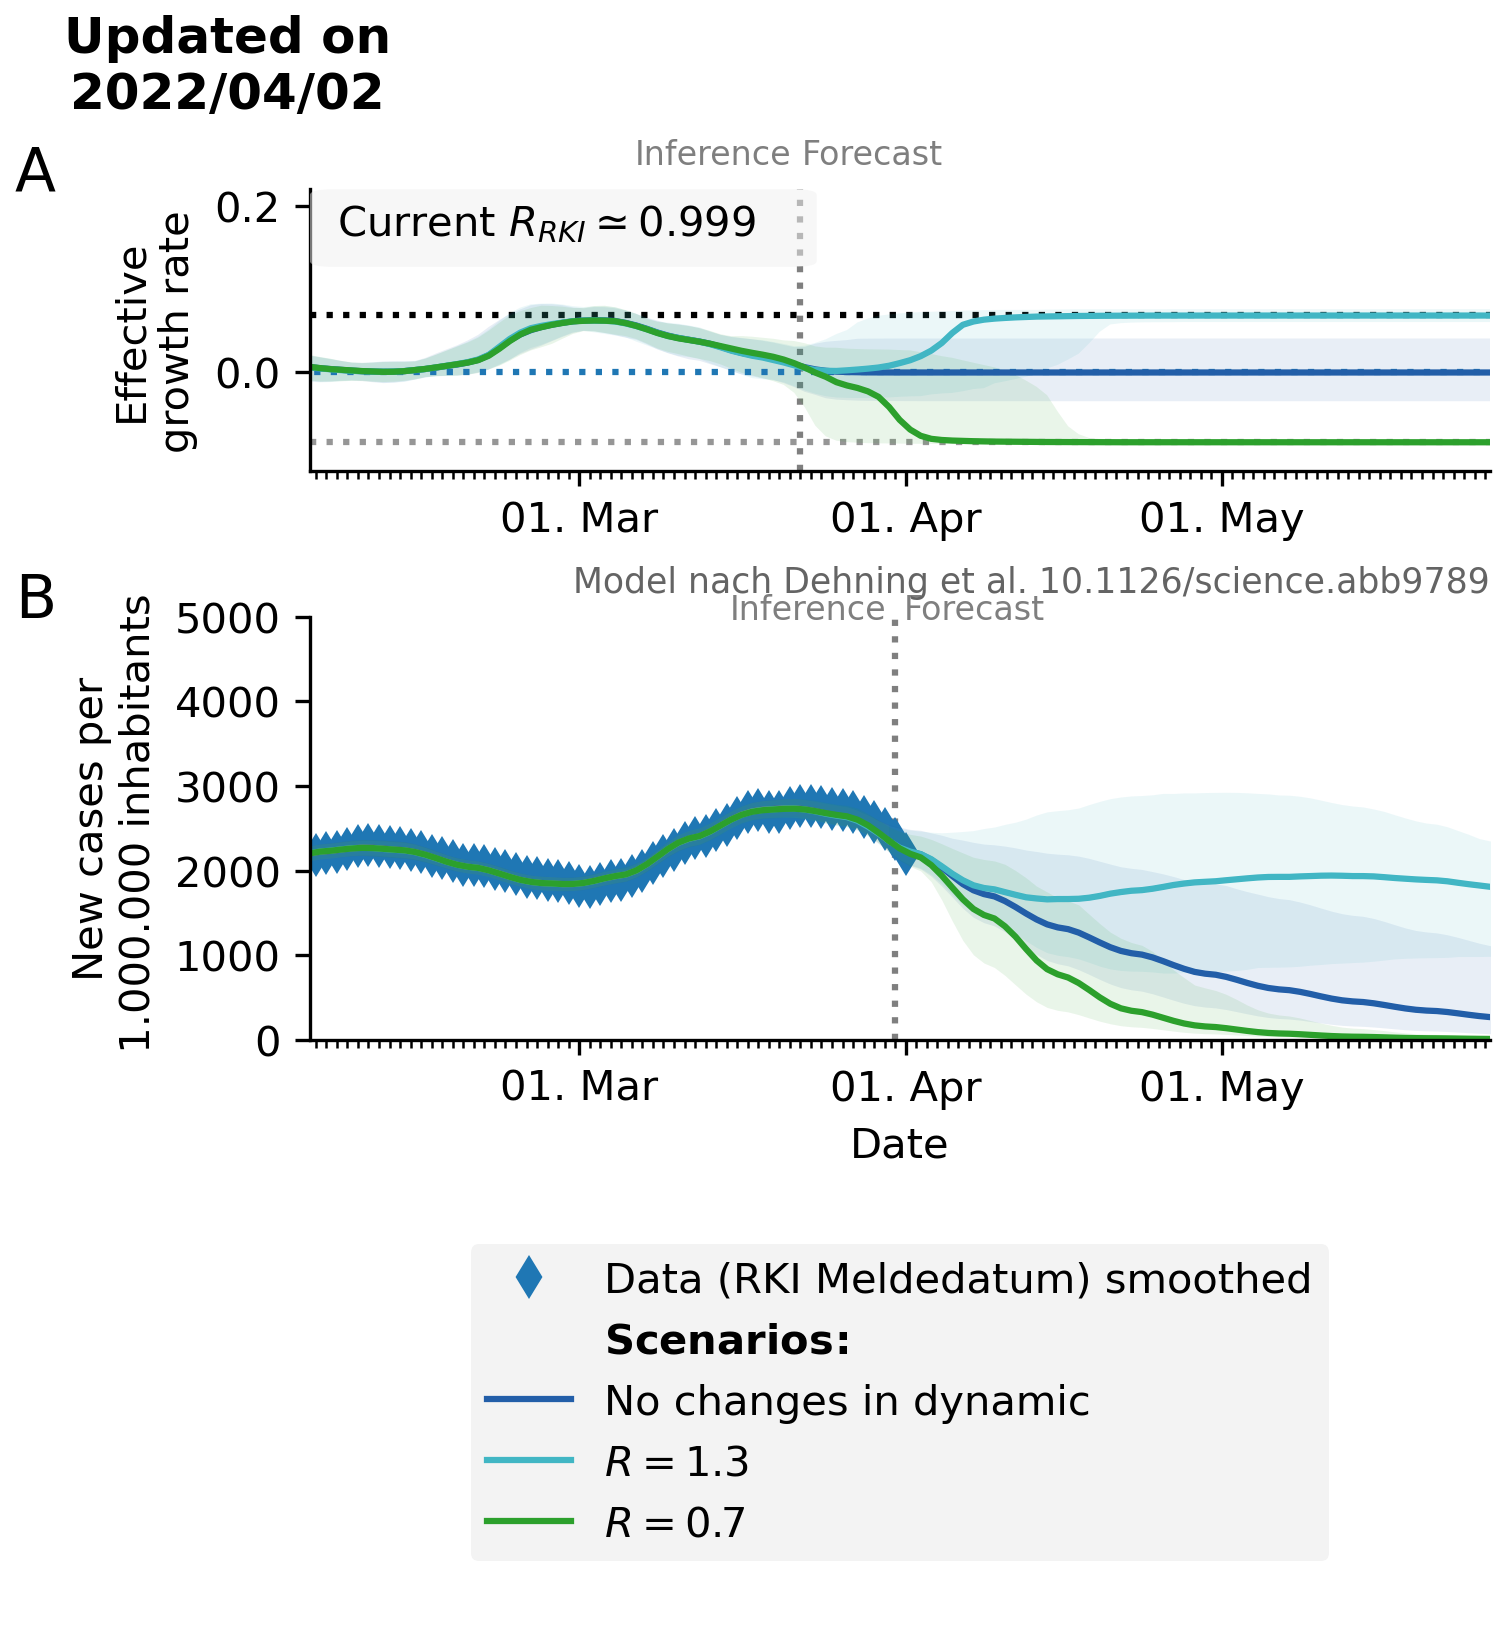 Updated on
2022/04/02
A
Inference Forecast
Current R_RKI ≃ 0.999
Effective
growth rate
0.2
0.0
01. Mar
01. Apr
01. May
B
Model nach Dehning et al. 10.1126/science.abb9789
Inference Forecast
New cases per
1.000.000 inhabitants
5000
4000
3000
2000
1000
0
01. Mar
01. Apr
01. May
Date
Data (RKI Meldedatum) smoothed
Scenarios:
No changes in dynamic
R = 1.3
R = 0.7